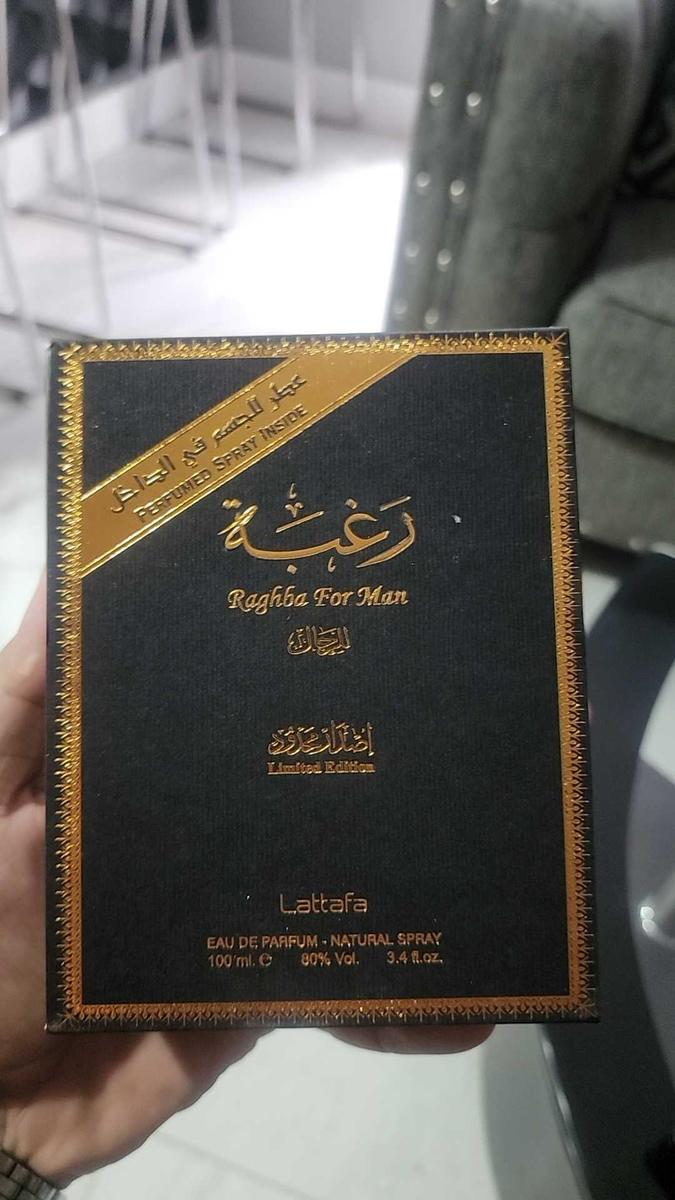 عطر للجسم في الداخل
PERFUMED SPRAY INSIDE
رَغبَة
Raghba For Man
للرجال
إصدار محدود
Limited Edition
Lattafa
EAU DE PARFUM - NATURAL SPRAY
100 ml. ℮ 80% Vol. 3.4 fl.oz.